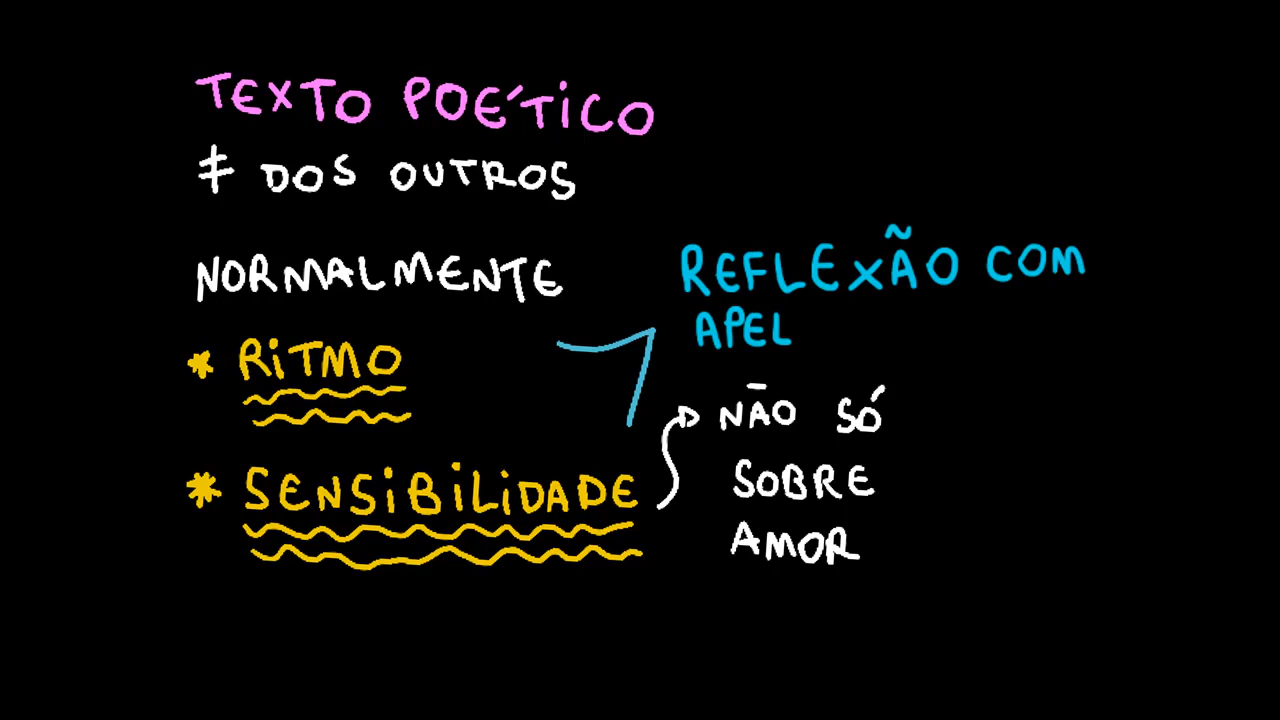 TEXTO POÉTICO
≠ DOS OUTROS
NORMALMENTE
* RiTMO
* SENSiBiLiDADE
REFLEXÃO COM
APEL
NÃO SÓ
SOBRE
AMOR